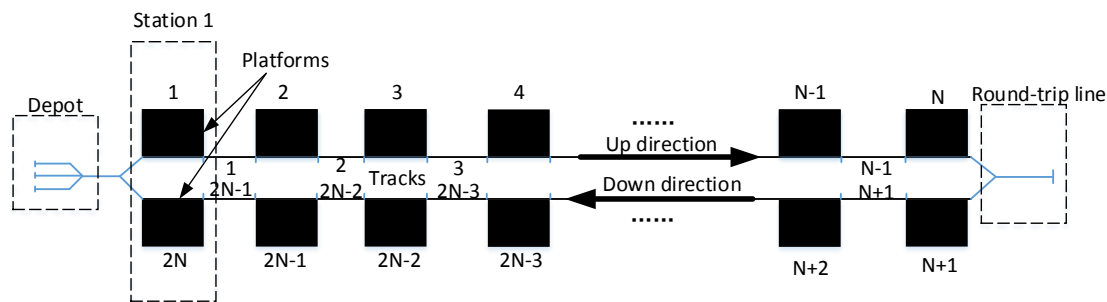 Station 1
Platforms
Depot
1 2 3 4 N-1 N
Round-trip line
......
Up direction
1 2 3 N-1
Tracks
2N-1 2N-2 2N-3 N+1
Down direction
......
2N 2N-1 2N-2 2N-3 N+2 N+1